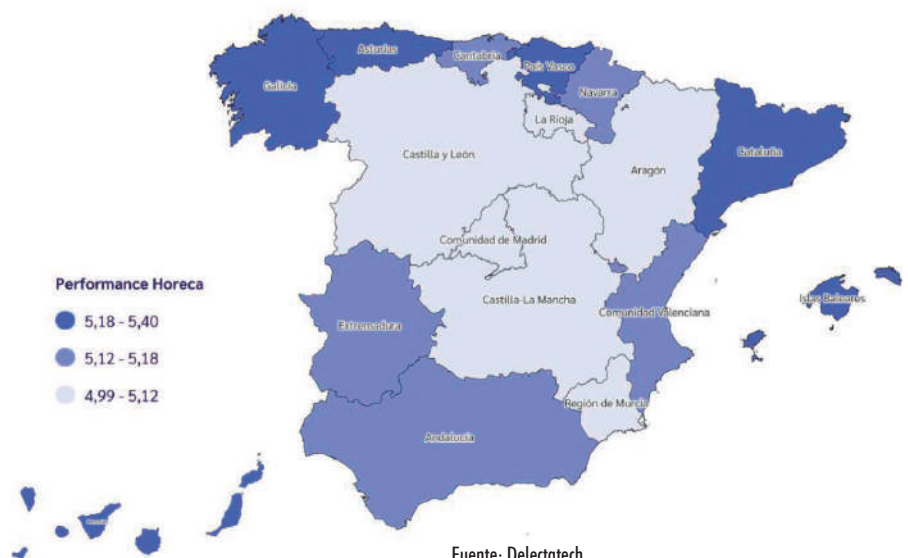 Asturias
Cantabria
País Vasco
Galicia
Navarra
La Rioja
Castilla y León
Cataluña
Aragón
Comunidad de Madrid
Performance Horeca
5,18 - 5,40
5,12 - 5,18
4,99 - 5,12
Castilla-La Mancha
Islas Baleares
Comunidad Valenciana
Extremadura
Región de Murcia
Andalucía
Fuente: Delectatech